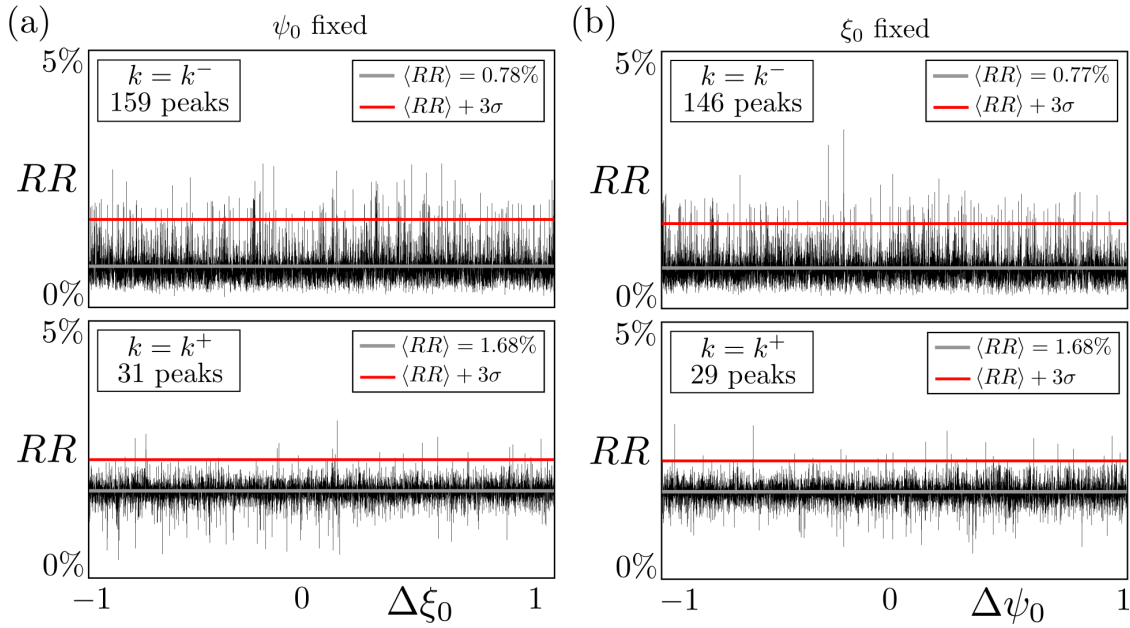 (a)
ψ₀ fixed
5%
k = k⁻
159 peaks
⟨RR⟩ = 0.78%
⟨RR⟩ + 3σ
RR
0%
5%
k = k⁺
31 peaks
⟨RR⟩ = 1.68%
⟨RR⟩ + 3σ
RR
0%
−1
0
Δξ₀
1
(b)
ξ₀ fixed
5%
k = k⁻
146 peaks
⟨RR⟩ = 0.77%
⟨RR⟩ + 3σ
RR
0%
5%
k = k⁺
29 peaks
⟨RR⟩ = 1.68%
⟨RR⟩ + 3σ
RR
0%
−1
0
Δψ₀
1